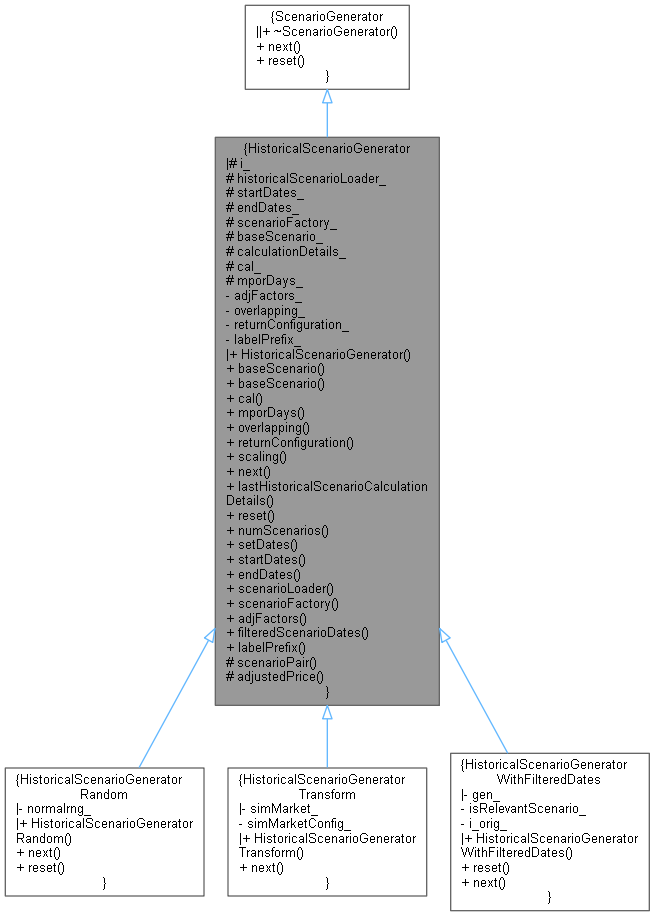 {ScenarioGenerator
||+ ~ScenarioGenerator()
+ next()
+ reset()
}
{HistoricalScenarioGenerator
|# i_
# historicalScenarioLoader_
# startDates_
# endDates_
# scenarioFactory_
# baseScenario_
# calculationDetails_
# cal_
# mporDays_
- adjFactors_
- overlapping_
- returnConfiguration_
- labelPrefix_
|+ HistoricalScenarioGenerator()
+ baseScenario()
+ baseScenario()
+ cal()
+ mporDays()
+ overlapping()
+ returnConfiguration()
+ scaling()
+ next()
+ lastHistoricalScenarioCalculation
Details()
+ reset()
+ numScenarios()
+ setDates()
+ startDates()
+ endDates()
+ scenarioLoader()
+ scenarioFactory()
+ adjFactors()
+ filteredScenarioDates()
+ labelPrefix()
# scenarioPair()
# adjustedPrice()
}
{HistoricalScenarioGenerator
Random
|- normalrng_
|+ HistoricalScenarioGenerator
Random()
+ next()
+ reset()
}
{HistoricalScenarioGenerator
Transform
|- simMarket_
- simMarketConfig_
|+ HistoricalScenarioGenerator
Transform()
+ next()
}
{HistoricalScenarioGenerator
WithFilteredDates
|- gen_
- isRelevantScenario_
- i_orig_
|+ HistoricalScenarioGenerator
WithFilteredDates()
+ reset()
+ next()
}